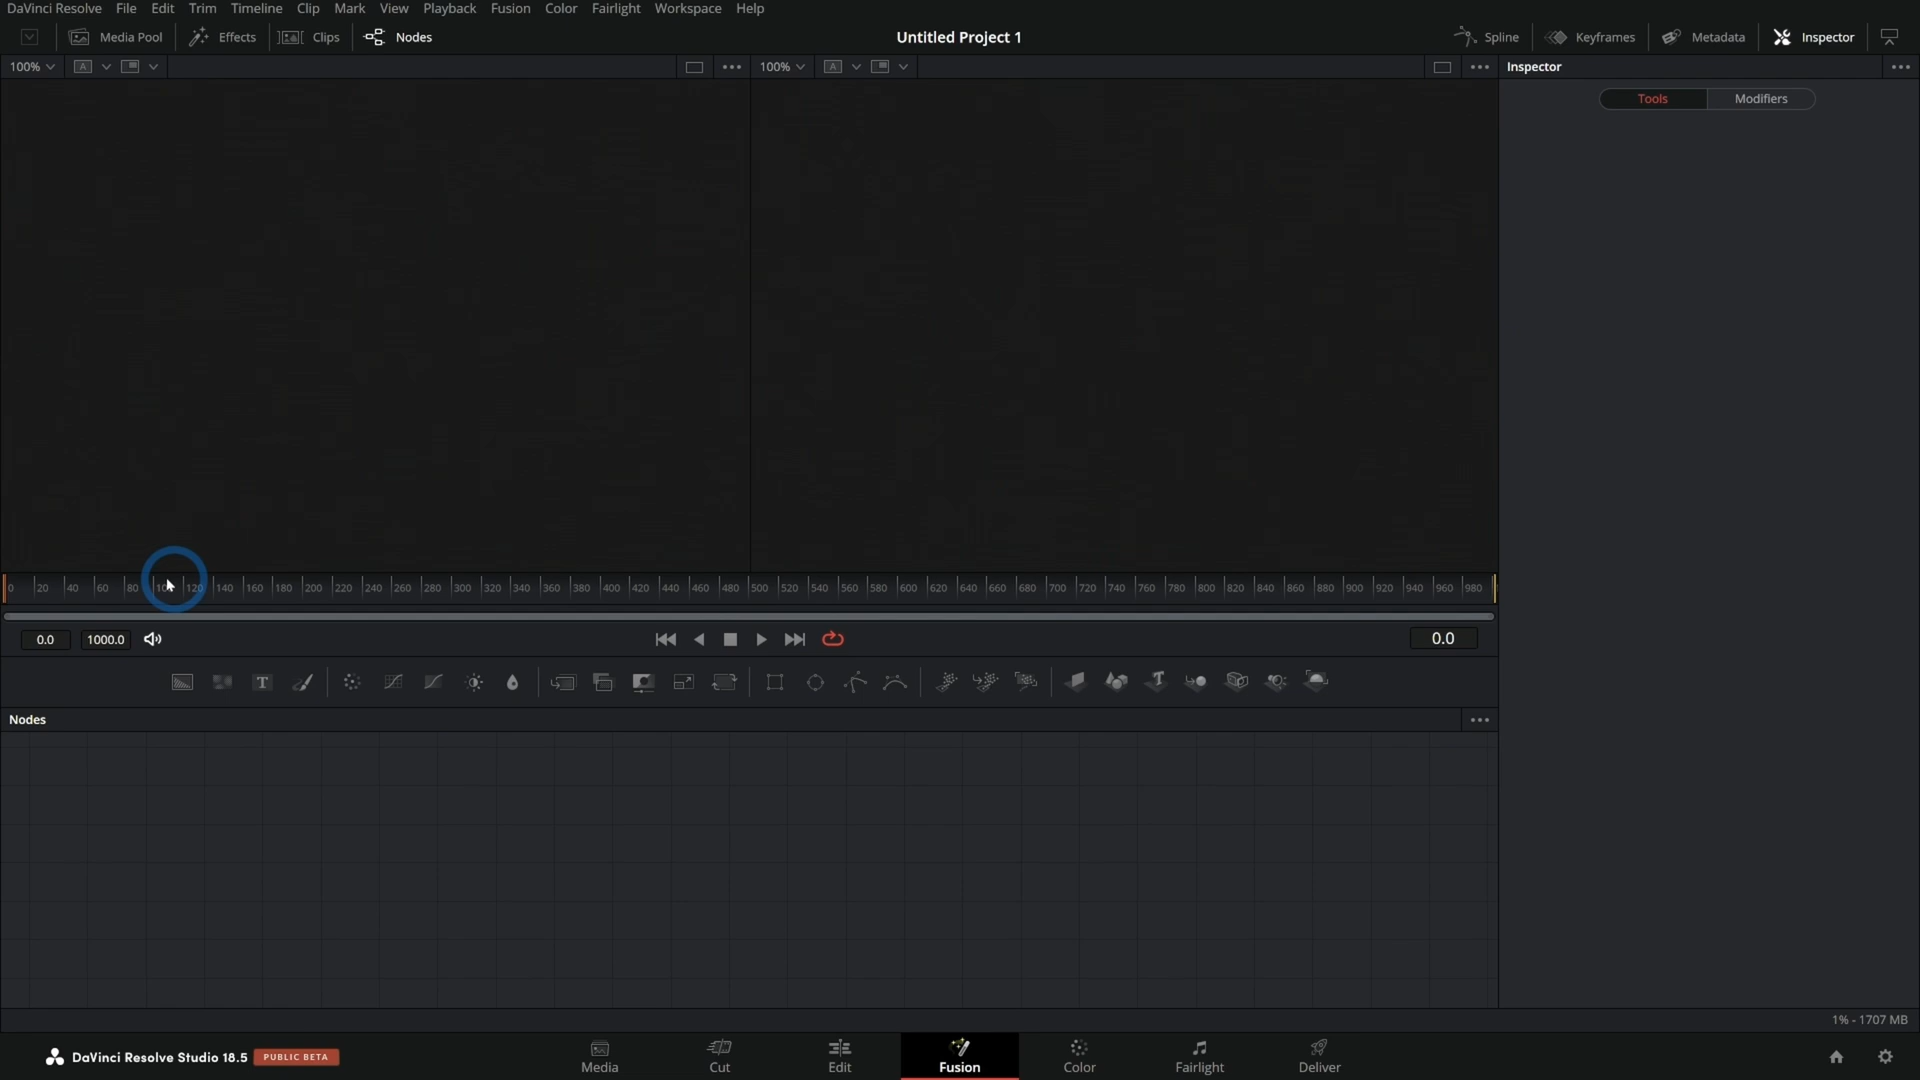 DaVinci Resolve File Edit Trim Timeline Clip Mark View Playback Fusion Color Fairlight Workspace Help
Media Pool Effects Clips Nodes Untitled Project 1 Spline Keyframes Metadata Inspector
100% A 100% A Inspector
Tools Modifiers
0 20 40 60 80 100 120 140 160 180 200 220 240 260 280 300 320 340 360 380 400 420 440 460 480 500 520 540 560 580 600 620 640 660 680 700 720 740 760 780 800 820 840 860 880 900 920 940 960 980
0.0 1000.0 0.0
T
Nodes
1% - 1707 MB
DaVinci Resolve Studio 18.5 PUBLIC BETA Media Cut Edit Fusion Color Fairlight Deliver